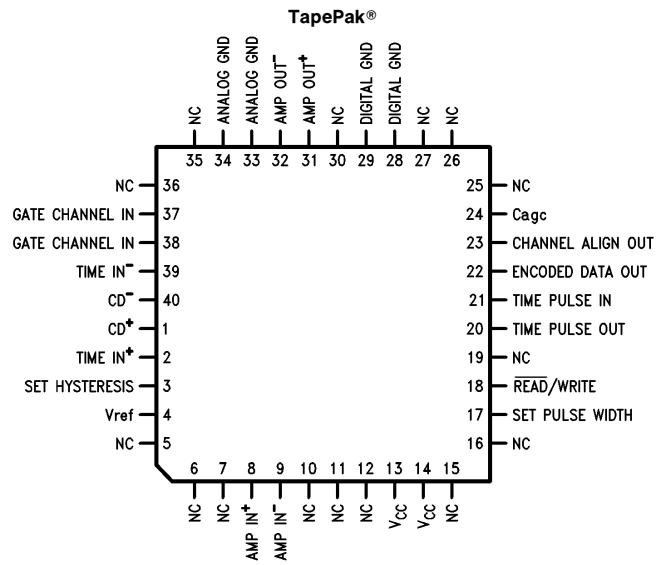 TapePak®
NC
ANALOG GND
ANALOG GND
AMP OUT-
AMP OUT+
NC
DIGITAL GND
DIGITAL GND
NC
NC
35 34 33 32 31 30 29 28 27 26
NC 36
GATE CHANNEL IN 37
GATE CHANNEL IN 38
TIME IN- 39
CD- 40
CD+ 1
TIME IN+ 2
SET HYSTERESIS 3
Vref 4
NC 5
25 NC
24 Cagc
23 CHANNEL ALIGN OUT
22 ENCODED DATA OUT
21 TIME PULSE IN
20 TIME PULSE OUT
19 NC
18 READ/WRITE
17 SET PULSE WIDTH
16 NC
6 7 8 9 10 11 12 13 14 15
NC
NC
AMP IN+
AMP IN-
NC
NC
NC
VCC
VCC
NC